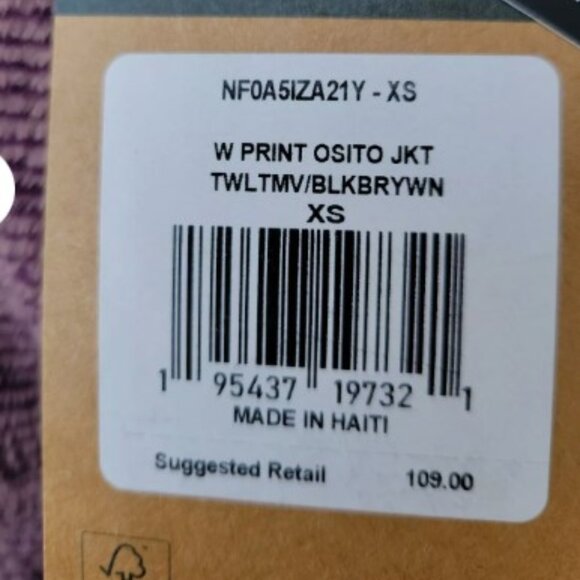 NF0A5IZA21Y - XS
W PRINT OSITO JKT
TWLTMV/BLKBRYWN
XS
1 95437 19732 1
MADE IN HAITI
Suggested Retail 109.00